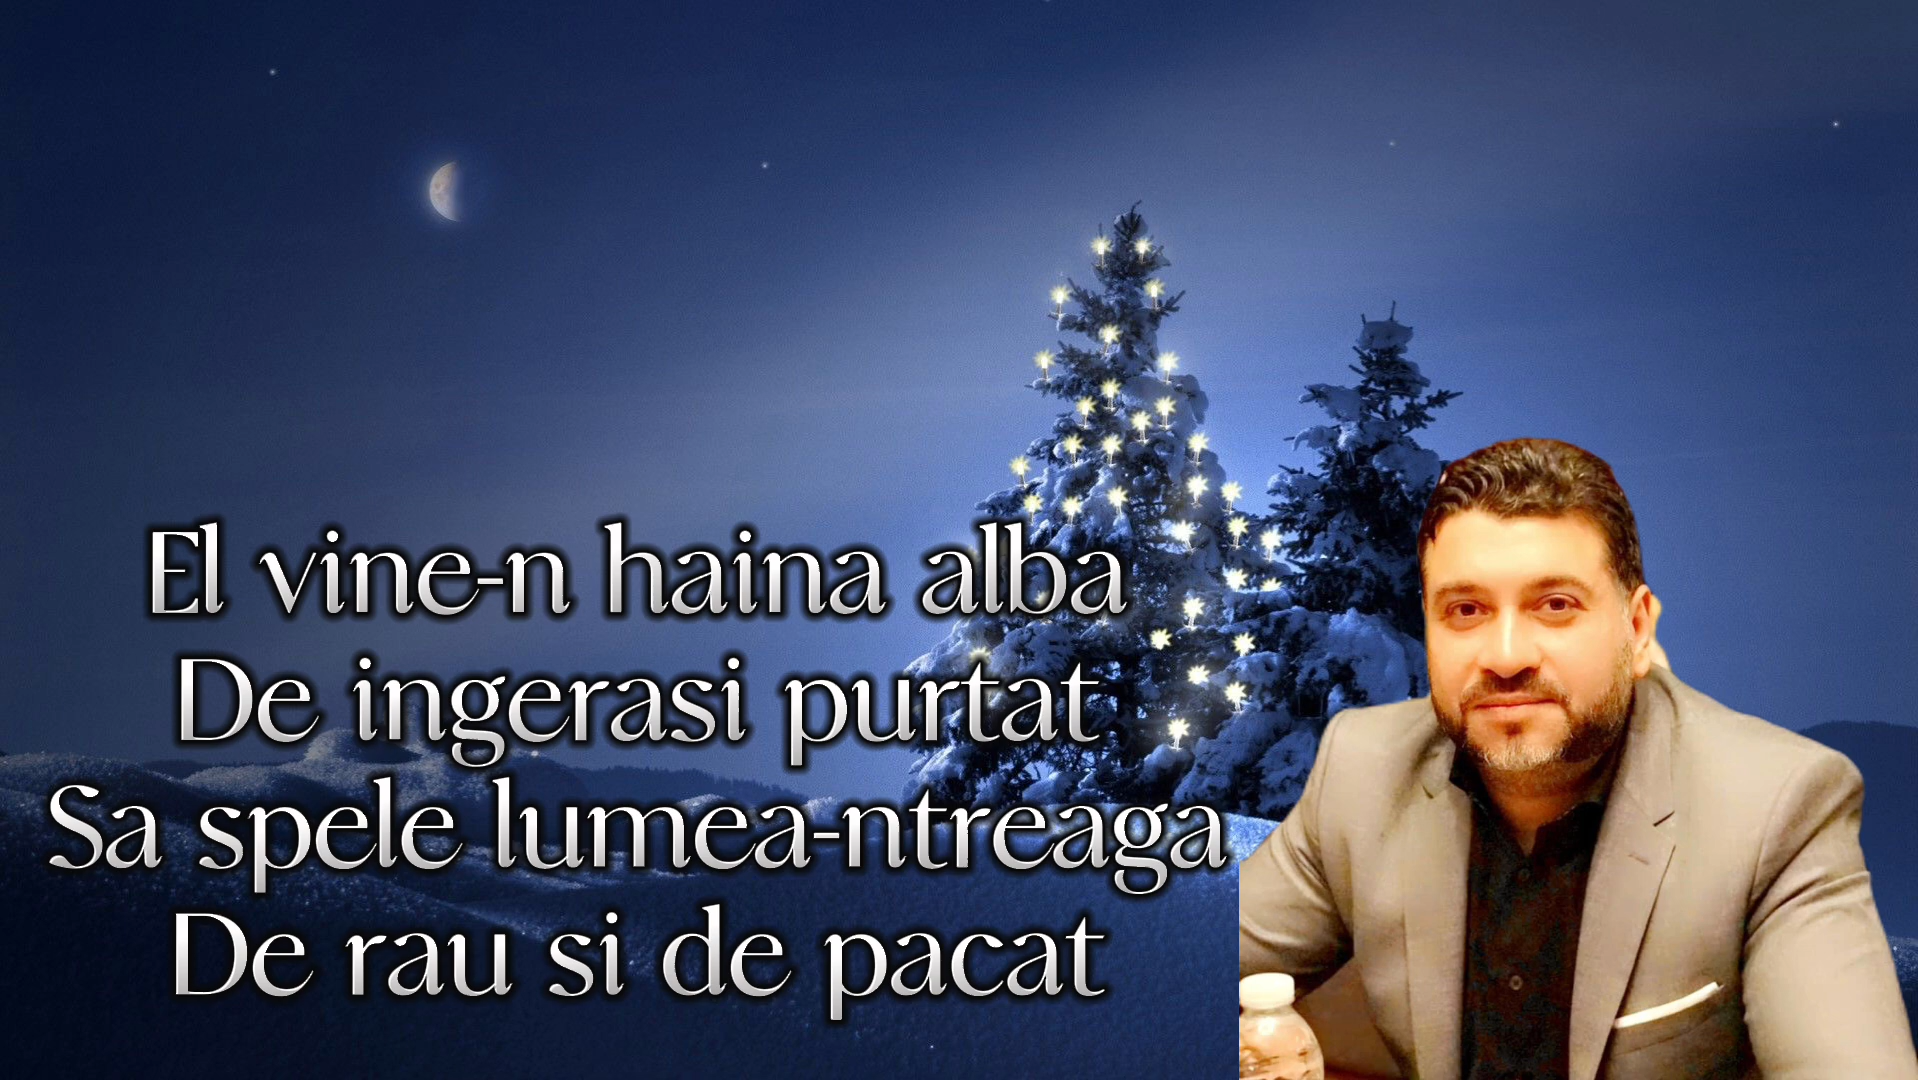 El vine-n haina alba
De ingerasi purtat
Sa spele lumea-ntreaga
De rau si de pacat